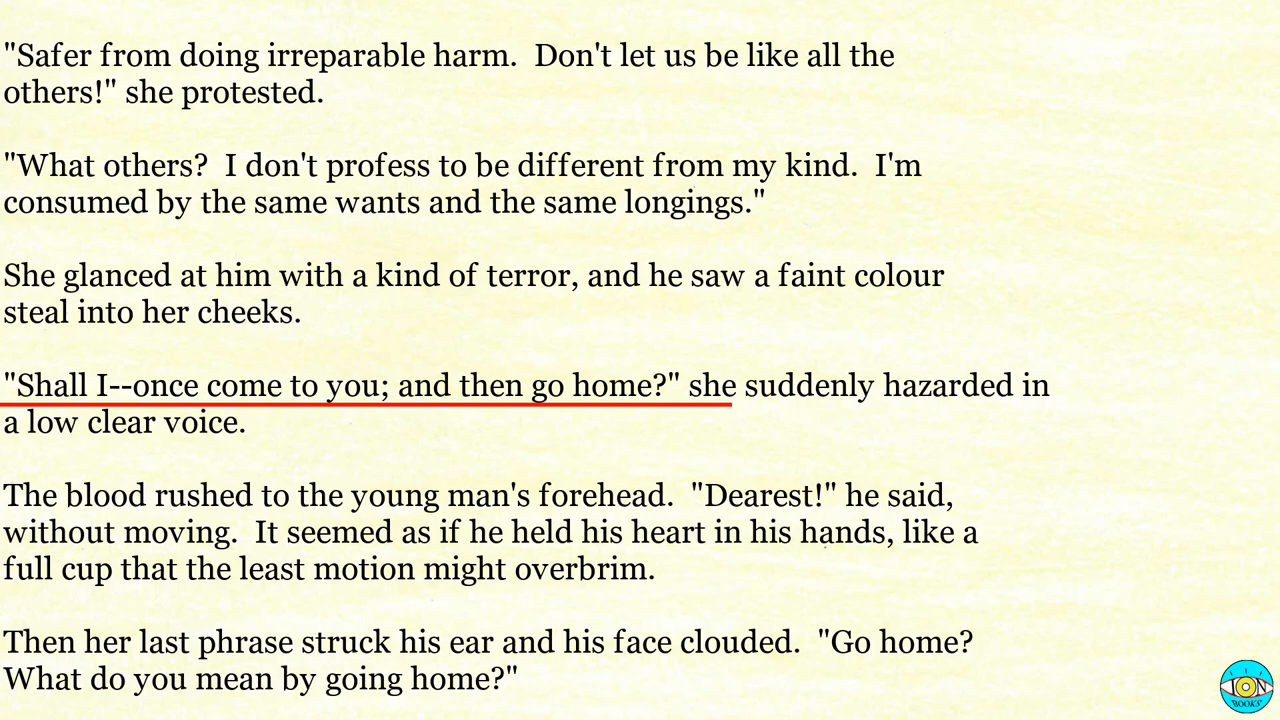 "Safer from doing irreparable harm.  Don't let us be like all the
others!" she protested.
"What others?  I don't profess to be different from my kind.  I'm
consumed by the same wants and the same longings."
She glanced at him with a kind of terror, and he saw a faint colour
steal into her cheeks.
"Shall I--once come to you; and then go home?" she suddenly hazarded in
a low clear voice.
The blood rushed to the young man's forehead.  "Dearest!" he said,
without moving.  It seemed as if he held his heart in his hands, like a
full cup that the least motion might overbrim.
Then her last phrase struck his ear and his face clouded.  "Go home?
What do you mean by going home?"
ION
BOOKS